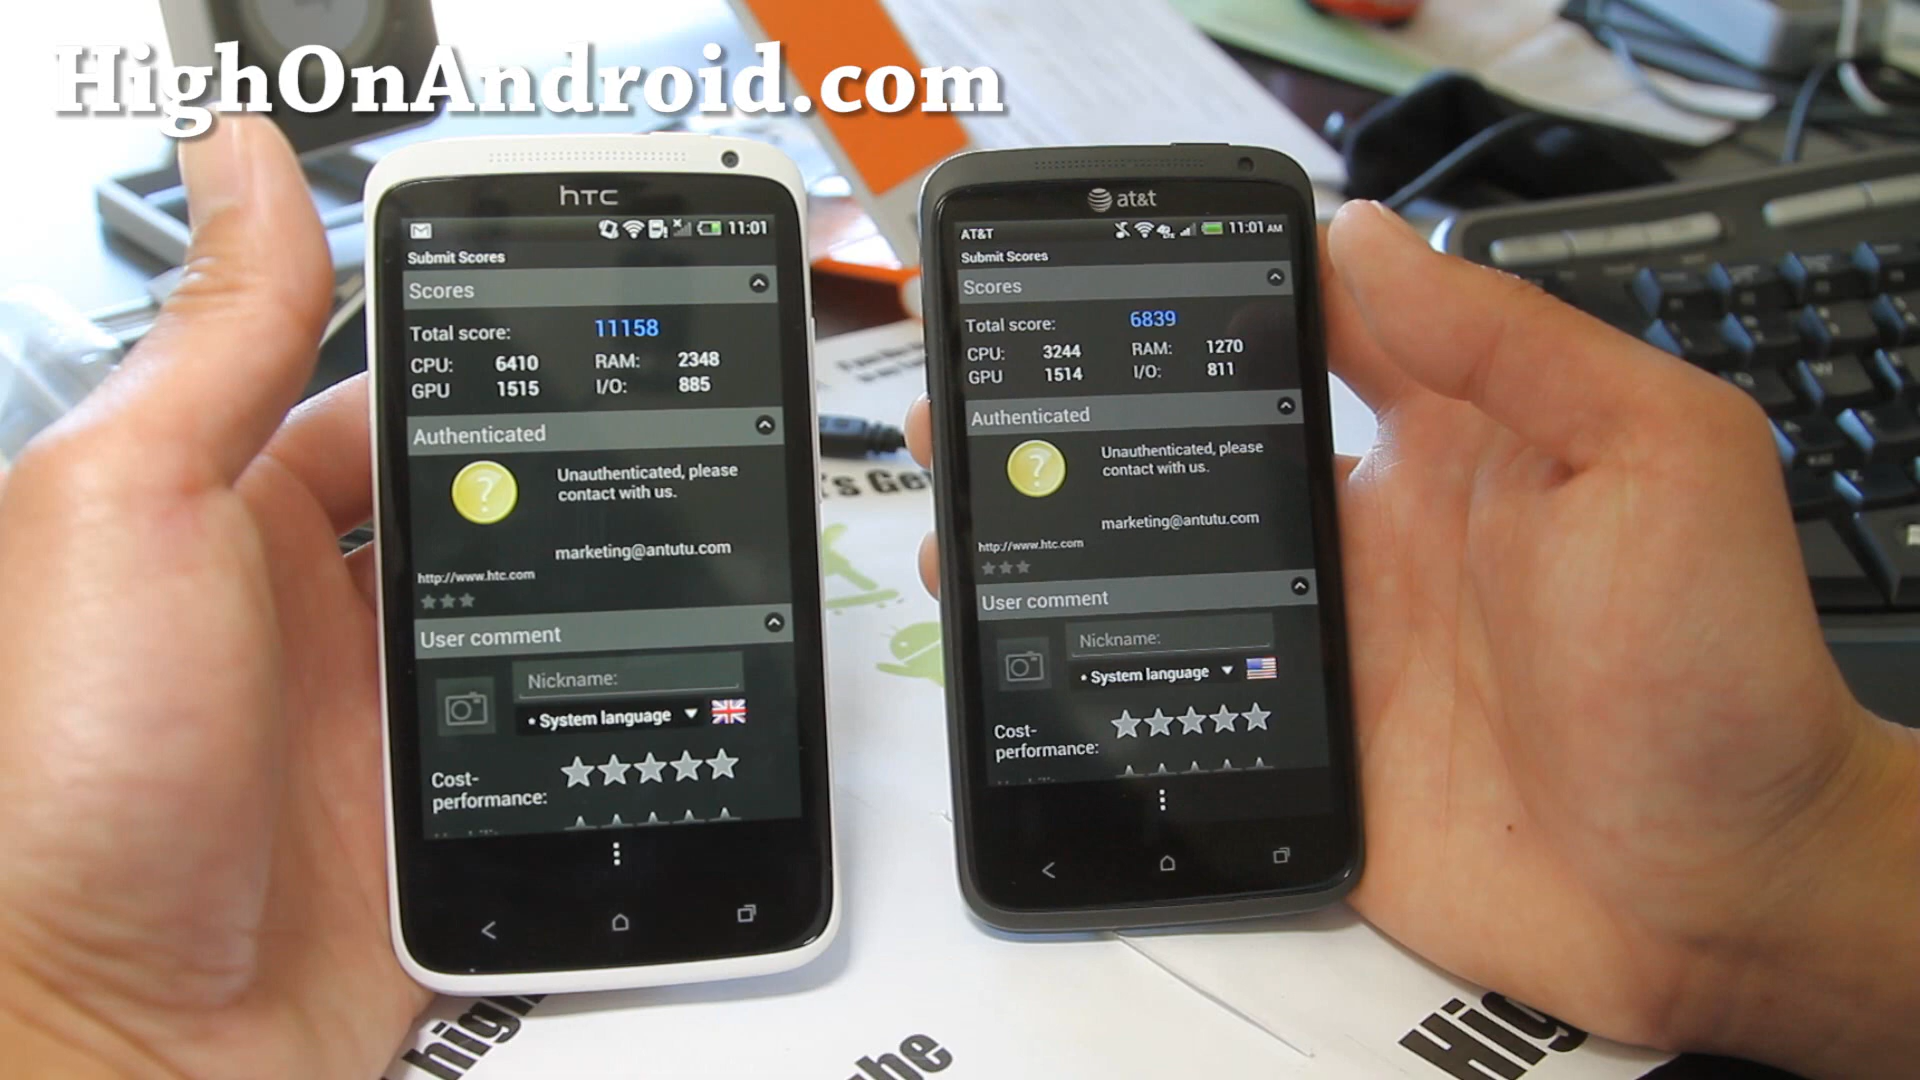 HighOnAndroid.com
hTC
11:01
Submit Scores
Scores
Total score: 11158
CPU: 6410 RAM: 2348
GPU 1515 I/O: 885
Authenticated
Unauthenticated, please
contact with us.
marketing@antutu.com
http://www.htc.com
User comment
Nickname:
• System language
Cost-
performance:
at&t
AT&T 11:01 AM
Submit Scores
Scores
Total score: 6839
CPU: 3244 RAM: 1270
GPU 1514 I/O: 811
Authenticated
Unauthenticated, please
contact with us.
marketing@antutu.com
http://www.htc.com
User comment
Nickname:
• System language
Cost-
performance: